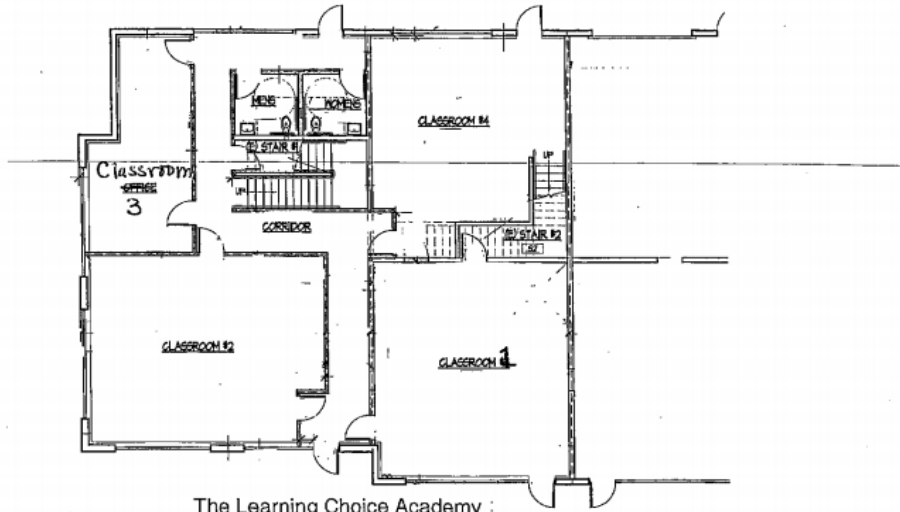 MENS
WOMENS
CLASSROOM #4
(E) STAIR #1
UP
Classroom
OFFICE
3
UP
CORRIDOR
(E) STAIR #2
CLASSROOM #2
CLASSROOM 1
The Learning Choice Academy